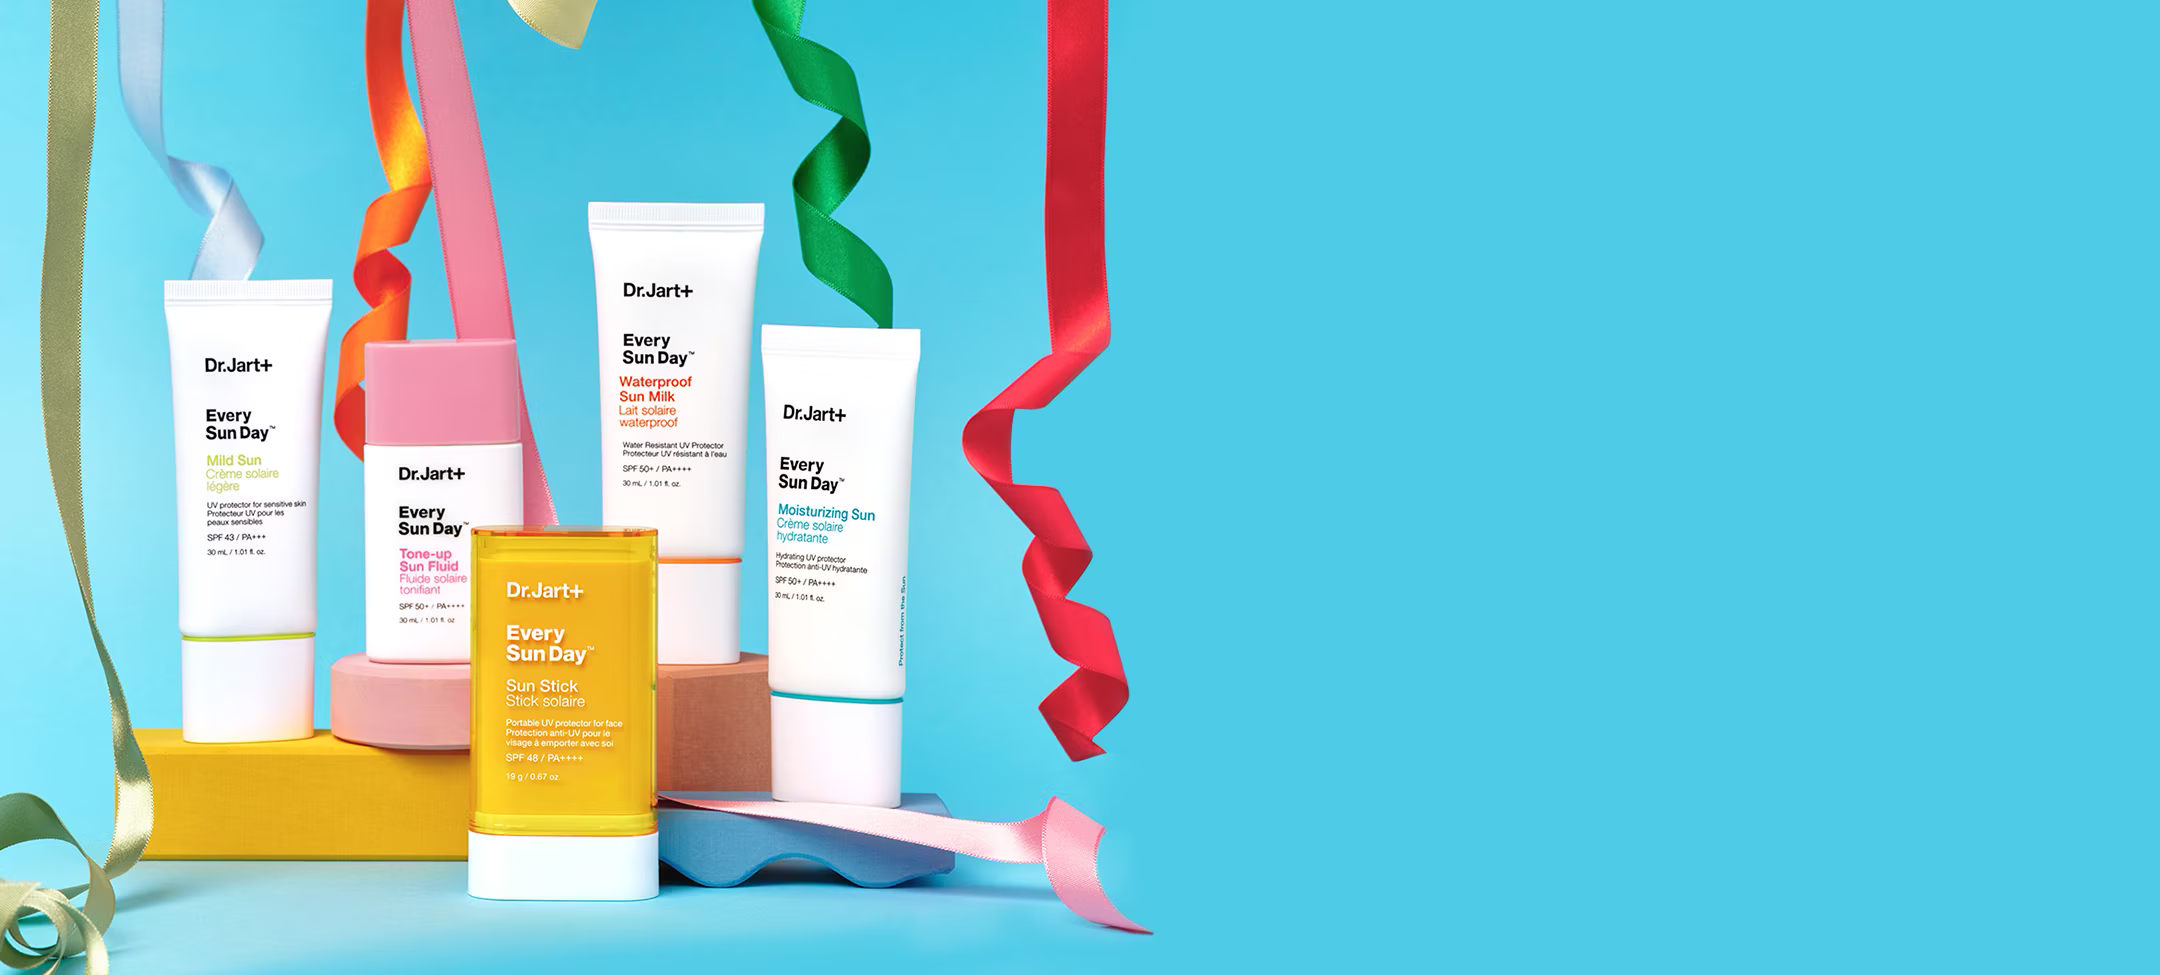 Dr.Jart+
Every
Sun Day™
Mild Sun
Crème solaire
légère
UV protector for sensitive skin
Protecteur UV pour les
peaux sensibles
SPF 43 / PA+++
30 mL / 1.01 fl. oz.
Dr.Jart+
Every
Sun Day™
Tone-up
Sun Fluid
Fluide solaire
tonifiant
SPF 50+ / PA++++
30 mL / 1.01 fl. oz.
Dr.Jart+
Every
Sun Day™
Sun Stick
Stick solaire
Portable UV protector for face
Protection anti-UV pour le
visage à emporter avec soi
SPF 48 / PA++++
19 g / 0.67 oz.
Dr.Jart+
Every
Sun Day™
Waterproof
Sun Milk
Lait solaire
waterproof
Water Resistant UV Protector
Protecteur UV résistant à l'eau
SPF 50+ / PA++++
30 mL / 1.01 fl. oz.
Dr.Jart+
Every
Sun Day™
Moisturizing Sun
Crème solaire
hydratante
Hydrating UV protector
Protection anti-UV hydratante
SPF 50+ / PA++++
30 mL / 1.01 fl. oz.
Protect from the Sun